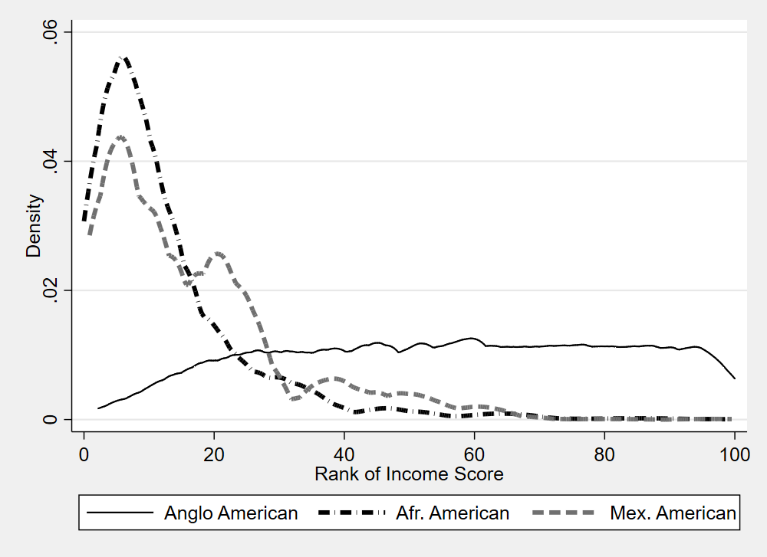 .06
.04
.02
0
Density
0 20 40 60 80 100
Rank of Income Score
Anglo American Afr. American Mex. American